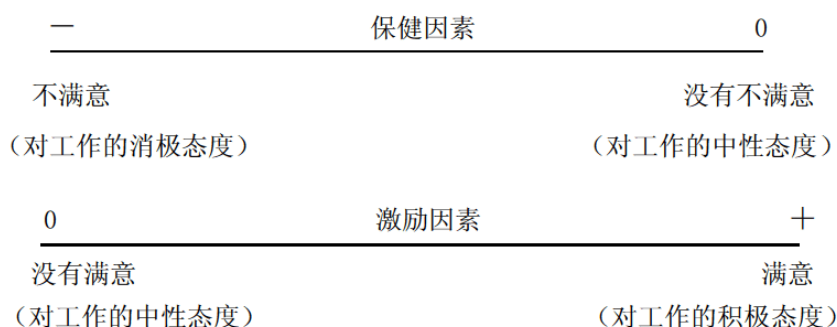 — 保健因素 0
不满意 没有不满意
（对工作的消极态度） （对工作的中性态度）
0 激励因素 +
没有满意 满意
（对工作的中性态度） （对工作的积极态度）